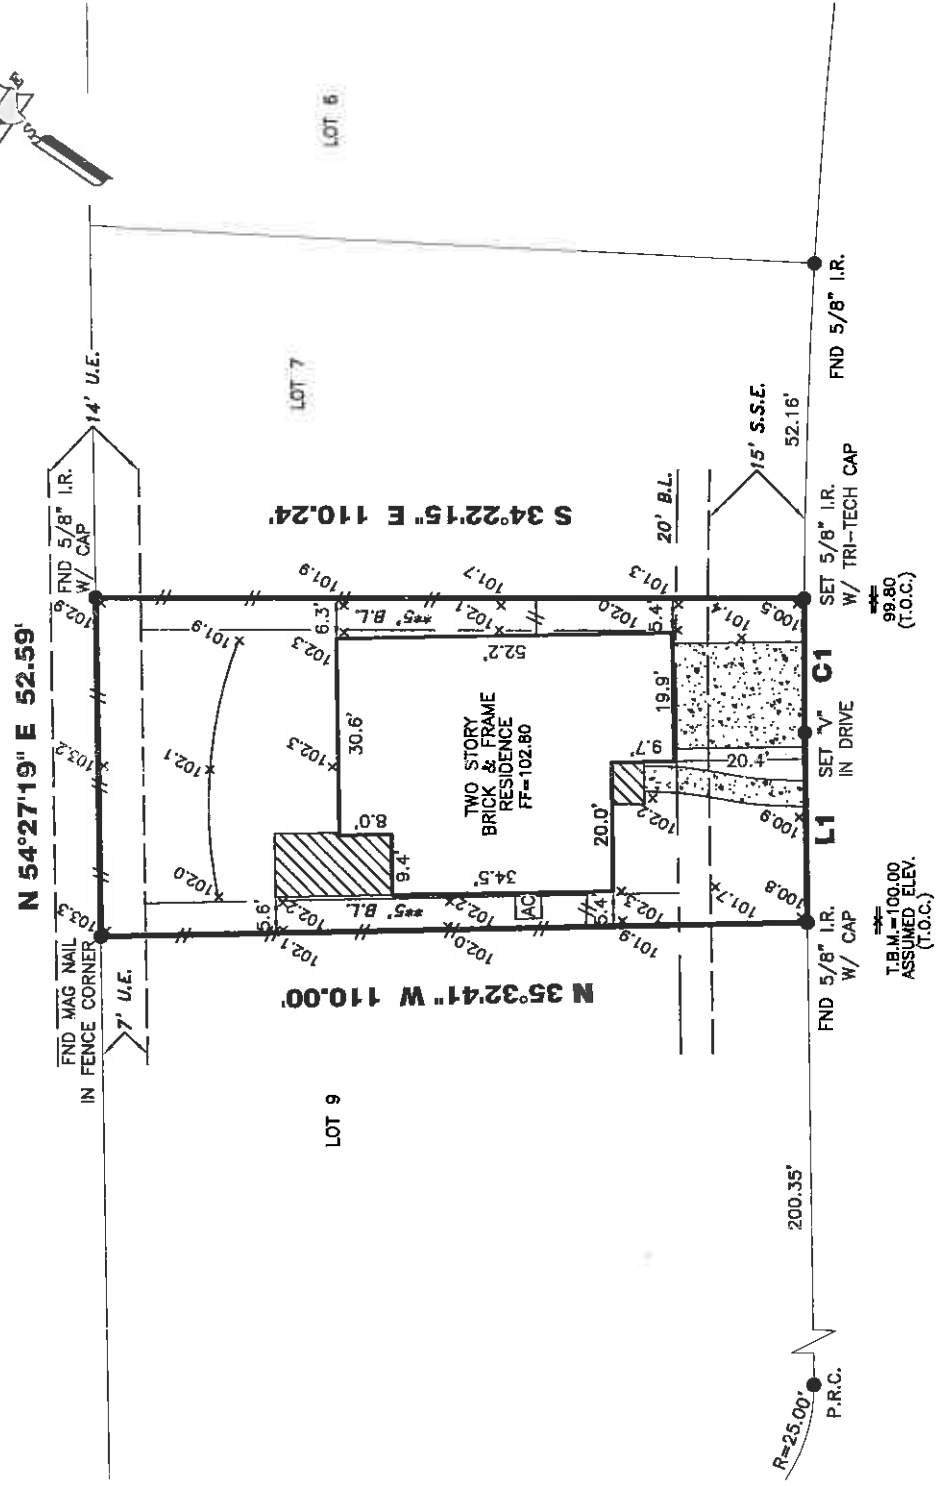 S
E
LOT 6
14' U.E.
LOT 7
FND 5/8" I.R.
W/ CAP
N 54°27'19" E 52.59'
S 34°22'15" E 110.24'
20' B.L.
15' S.S.E.
52.16'
FND 5/8" I.R.
SET 5/8" I.R.
W/ TRI-TECH CAP
99.80
(T.O.C.)
102.9
101.9
101.7
101.3
6.3'
**5' B.L.
102.1
102.0
5.4'
101.4
100.5
101.9
102.3
52.2'
C1
103.2
102.1
102.3
30.6'
TWO STORY
BRICK & FRAME
RESIDENCE
FF=102.80
19.9'
9.7'
20.4'
SET "V"
IN DRIVE
8.0'
20.0'
102.2
100.9
L1
102.0
9.4'
34.5'
103.3
5.6'
102.2
**5' B.L.
102.2
AC
5.4'
102.3
101.7
100.8
102.1
102.0
101.9
FND MAG NAIL
IN FENCE CORNER
7' U.E.
N 35°32'41" W 110.00'
FND 5/8" I.R.
W/ CAP
T.B.M.=100.00
ASSUMED ELEV.
(T.O.C.)
LOT 9
200.35'
R=25.00'
P.R.C.